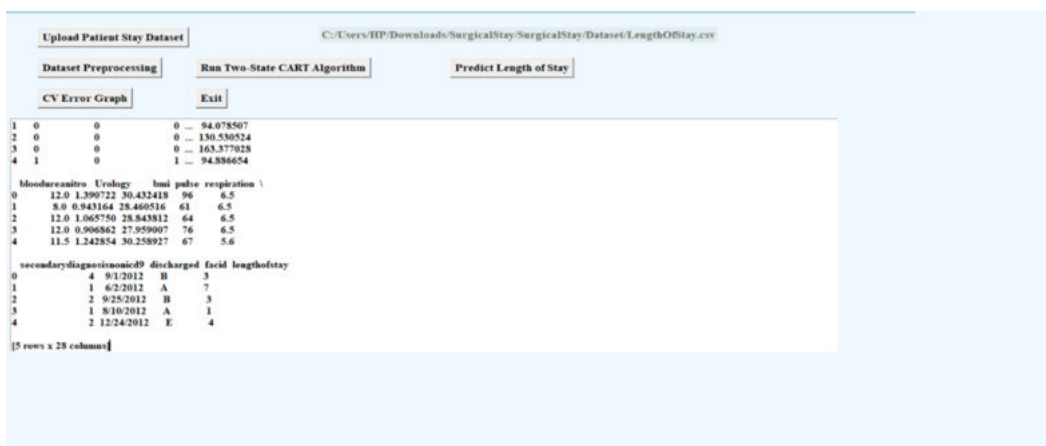 Upload Patient Stay Dataset C:/Users/HP/Downloads/SurgicalStay/SurgicalStay/Dataset/LengthOfStay.csv
Dataset Preprocessing Run Two-State CART Algorithm Predict Length of Stay
CV Error Graph Exit
1 0 0 0 ... 94.078507
2 0 0 0 ... 130.530524
3 0 0 0 ... 163.377028
4 1 0 1 ... 94.886654
bloodureanitro Urology bmi pulse respiration \
0 12.0 1.390722 30.432418 96 6.5
1 8.0 0.943164 28.460516 61 6.5
2 12.0 1.065750 28.843812 64 6.5
3 12.0 0.906862 27.959007 76 6.5
4 11.5 1.242854 30.258927 67 5.6
secondarydiagnosisnonicd9 discharged facid lengthofstay
0 4 9/1/2012 B 3
1 1 6/2/2012 A 7
2 2 9/25/2012 B 3
3 1 8/10/2012 A 1
4 2 12/24/2012 E 4
[5 rows x 28 columns]